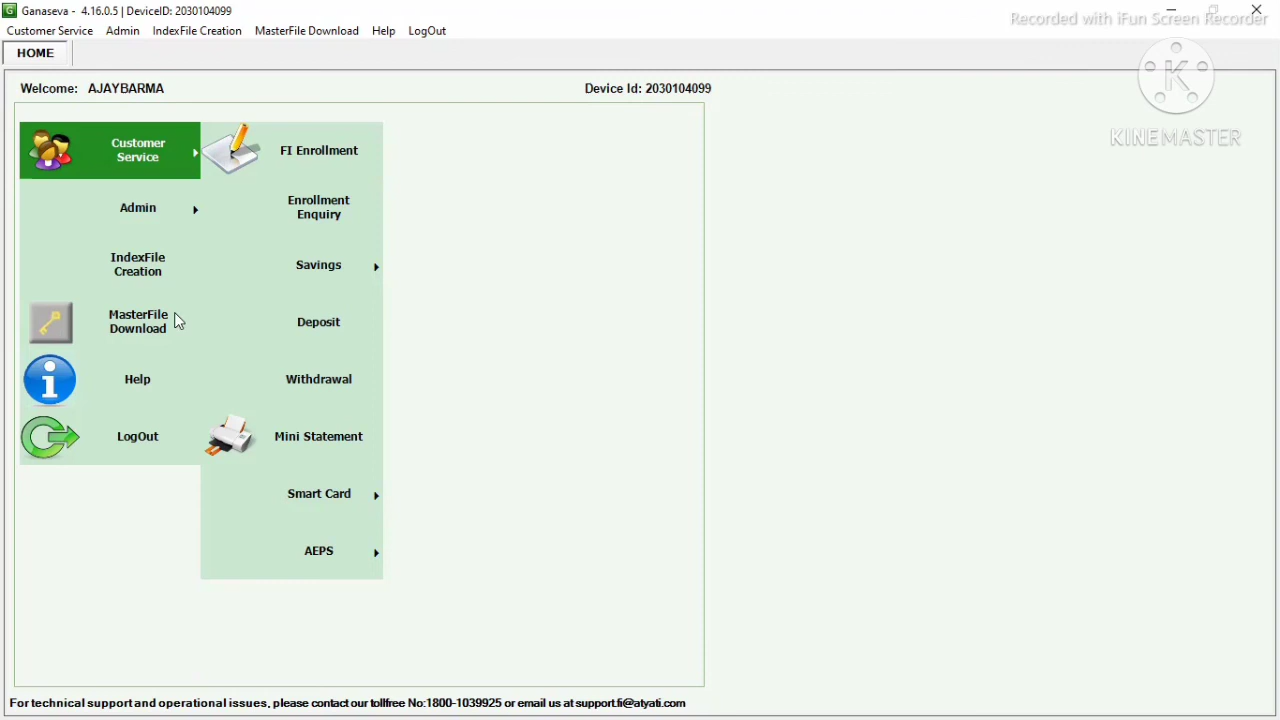 Ganaseva - 4.16.0.5 | DeviceID: 2030104099
Recorded with iFun Screen Recorder
Customer Service Admin IndexFile Creation MasterFile Download Help LogOut
HOME
Welcome: AJAYBARMA Device Id: 2030104099
KINEMASTER
Customer
Service
Admin
IndexFile
Creation
MasterFile
Download
Help
LogOut
FI Enrollment
Enrollment
Enquiry
Savings
Deposit
Withdrawal
Mini Statement
Smart Card
AEPS
For technical support and operational issues, please contact our tollfree No:1800-1039925 or email us at support.fi@atyati.com